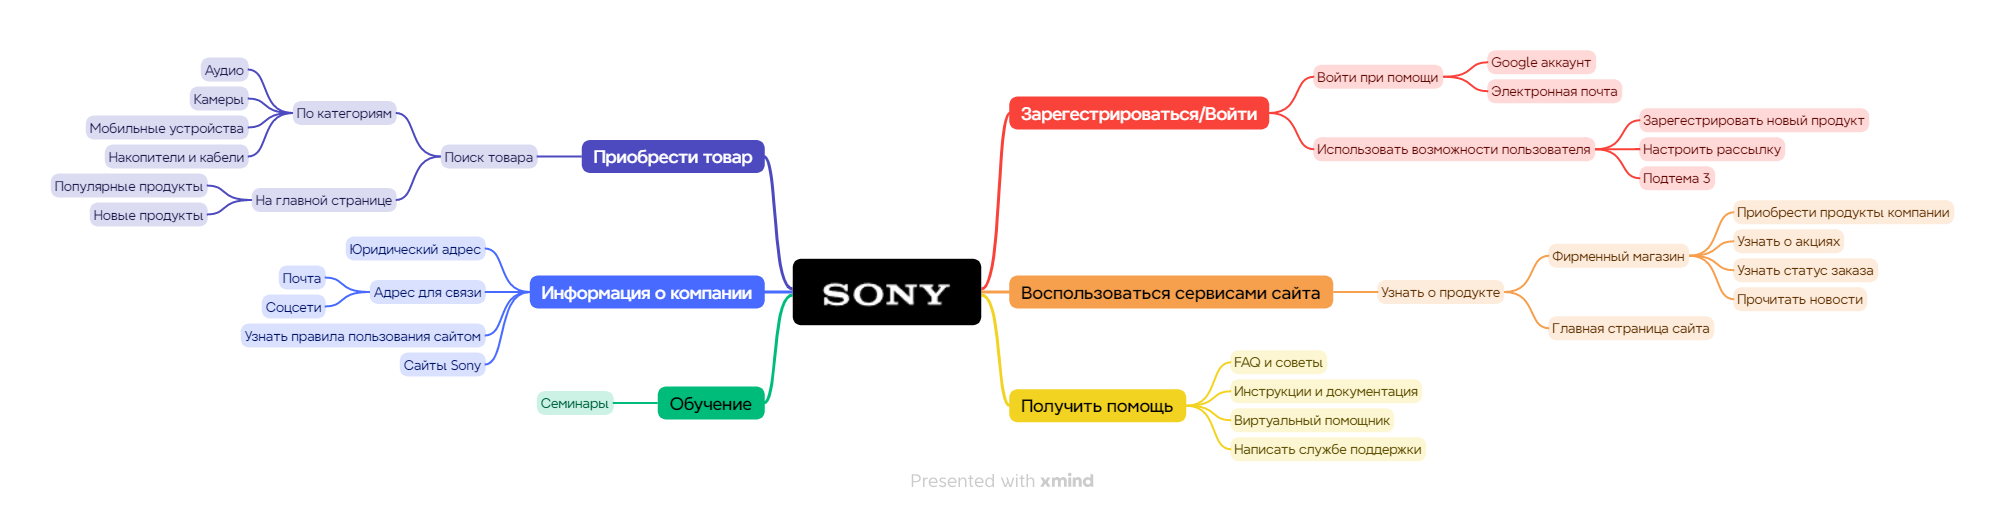 SONY
Зарегестрироваться/Войти
Войти при помощи
Google аккаунт
Электронная почта
Использовать возможности пользователя
Зарегестрировать новый продукт
Настроить рассылку
Подтема 3
Воспользоваться сервисами сайта
Узнать о продукте
Фирменный магазин
Приобрести продукты компании
Узнать о акциях
Узнать статус заказа
Прочитать новости
Главная страница сайта
Получить помощь
FAQ и советы
Инструкции и документация
Виртуальный помощник
Написать службе поддержки
Приобрести товар
Поиск товара
По категориям
Аудио
Камеры
Мобильные устройства
Накопители и кабели
На главной странице
Популярные продукты
Новые продукты
Информация о компании
Юридический адрес
Адрес для связи
Почта
Соцсети
Узнать правила пользования сайтом
Сайты Sony
Обучение
Семинары
Presented with xmind